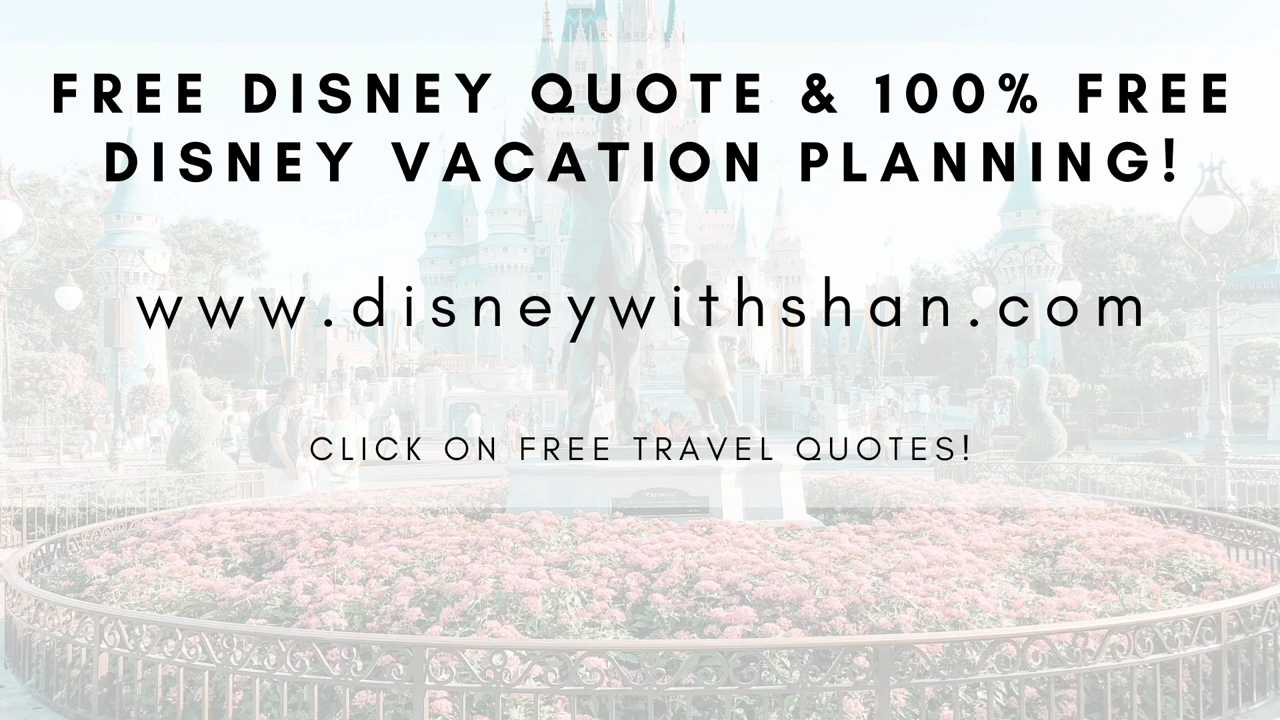 FREE DISNEY QUOTE & 100% FREE
DISNEY VACATION PLANNING!
www.disneywithshan.com
CLICK ON FREE TRAVEL QUOTES!